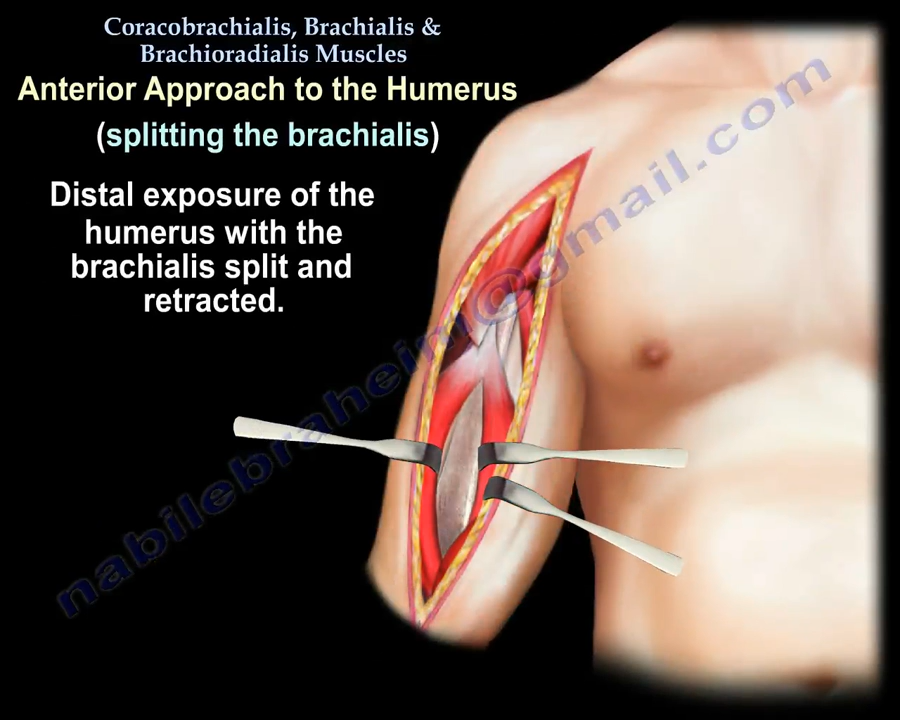 Coracobrachialis, Brachialis &
Brachioradialis Muscles
Anterior Approach to the Humerus
(splitting the brachialis)
Distal exposure of the
humerus with the
brachialis split and
retracted.
nabilebraheim@gmail.com